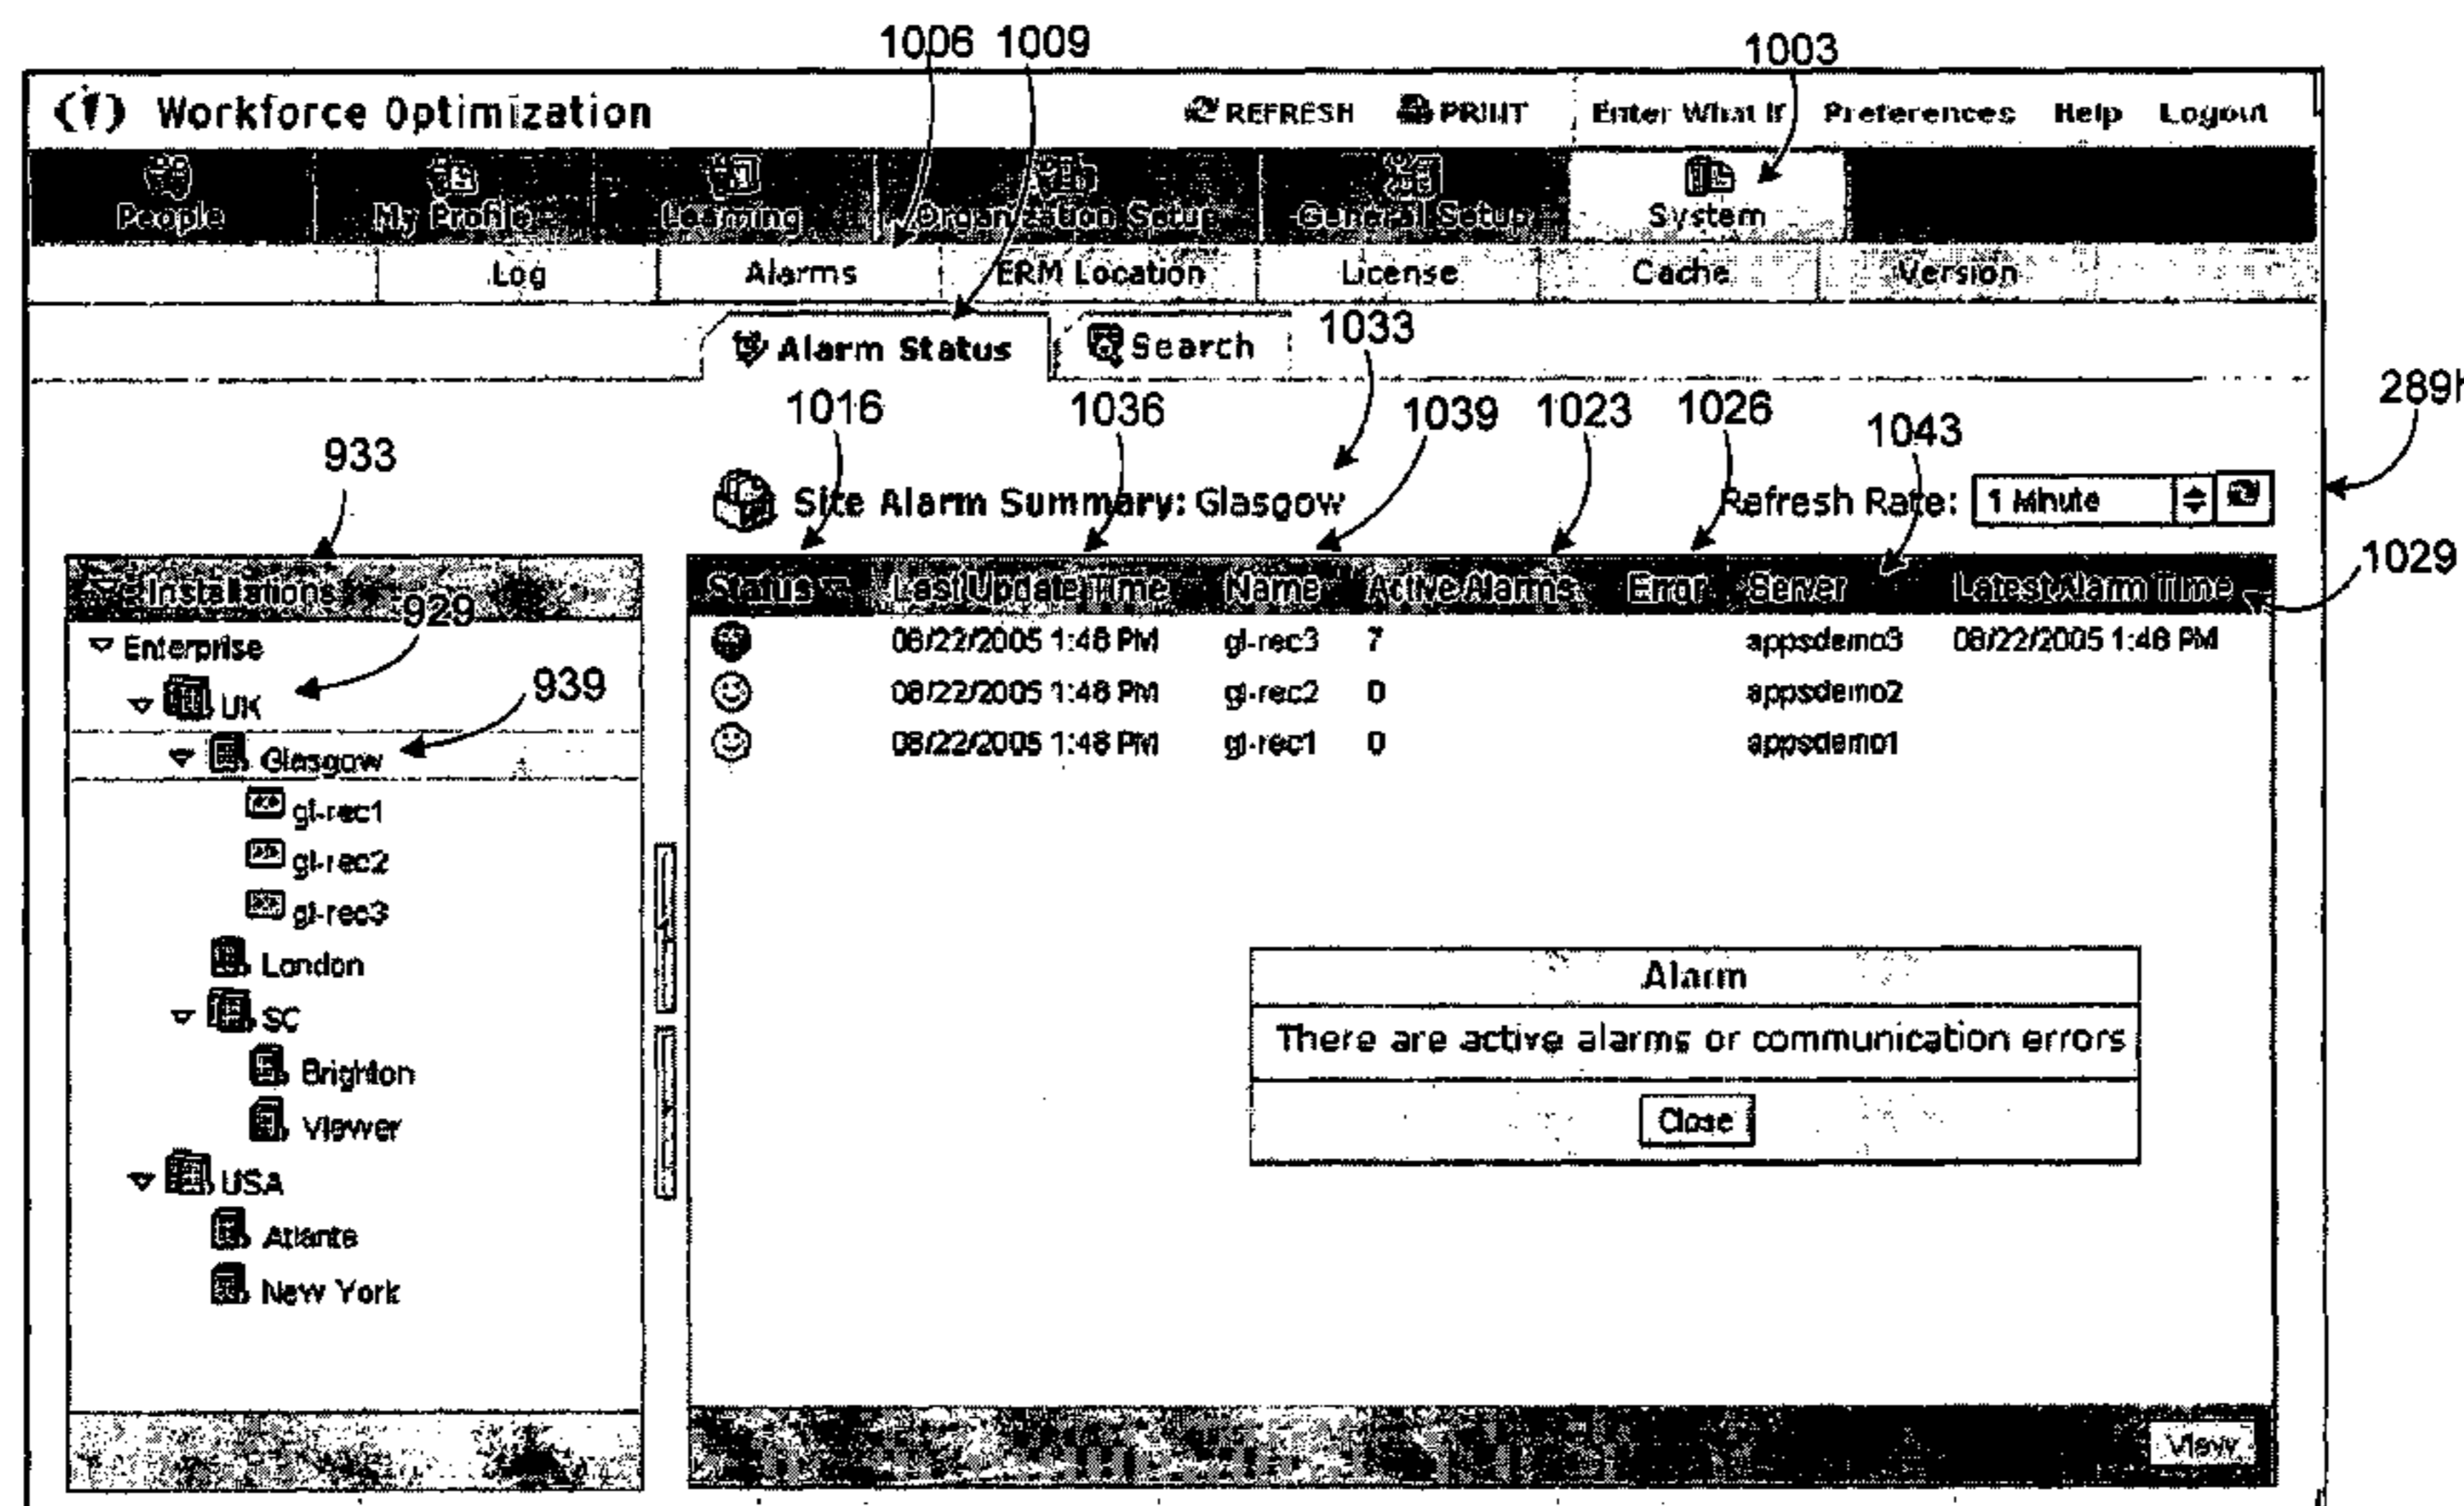 1006 1009 1003
Workforce Optimization REFRESH PRINT Enter What If Preferences Help Logout
People My Profile Learning Organization Setup General Setup System
Log Alarms ERM Location License Cache Version
Alarm Status Search 1033
289h
1016 1036 1039 1023 1026 1043
933
Site Alarm Summary: Glasgow Refresh Rate: 1 Minute
1029
Installations 929
Status Last Update Time Name Active Alarms Error Server Latest Alarm Time
08/22/2005 1:48 PM gl-rec3 7 appsdemo3 08/22/2005 1:48 PM
08/22/2005 1:48 PM gl-rec2 0 appsdemo2
08/22/2005 1:48 PM gl-rec1 0 appsdemo1
Enterprise
UK 939
Glasgow
gl-rec1
gl-rec2
gl-rec3
London
SC
Brighton
Viewer
USA
Atlanta
New York
Alarm
There are active alarms or communication errors
Close
View